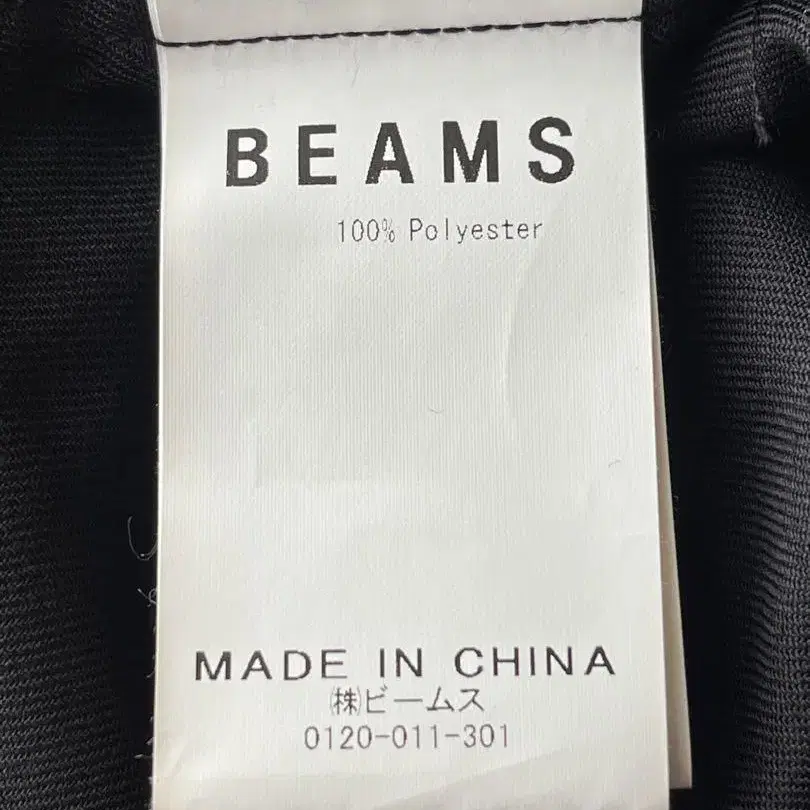 BEAMS
100% Polyester
MADE IN CHINA
㈱ビームス
0120-011-301